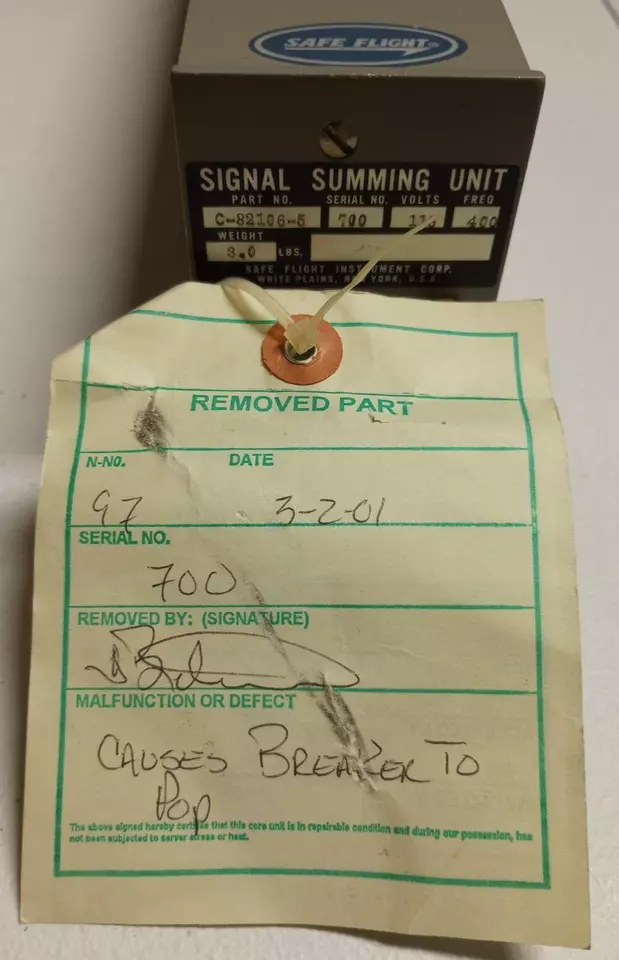 SAFE FLIGHT
SIGNAL SUMMING UNIT
PART NO. SERIAL NO. VOLTS FREQ
C-82106-5 700 115 400
WEIGHT
3.0 LBS.
SAFE FLIGHT INSTRUMENT CORP.
WHITE PLAINS, NEW YORK, U.S.A.
REMOVED PART
N-NO. DATE
97 3-2-01
SERIAL NO.
700
REMOVED BY: (SIGNATURE)
MALFUNCTION OR DEFECT
CAUSES BREAKER TO
POP
The above signed hereby certifies that this core unit is in repairable condition and during our possession, has
not been subjected to server stress or heat.